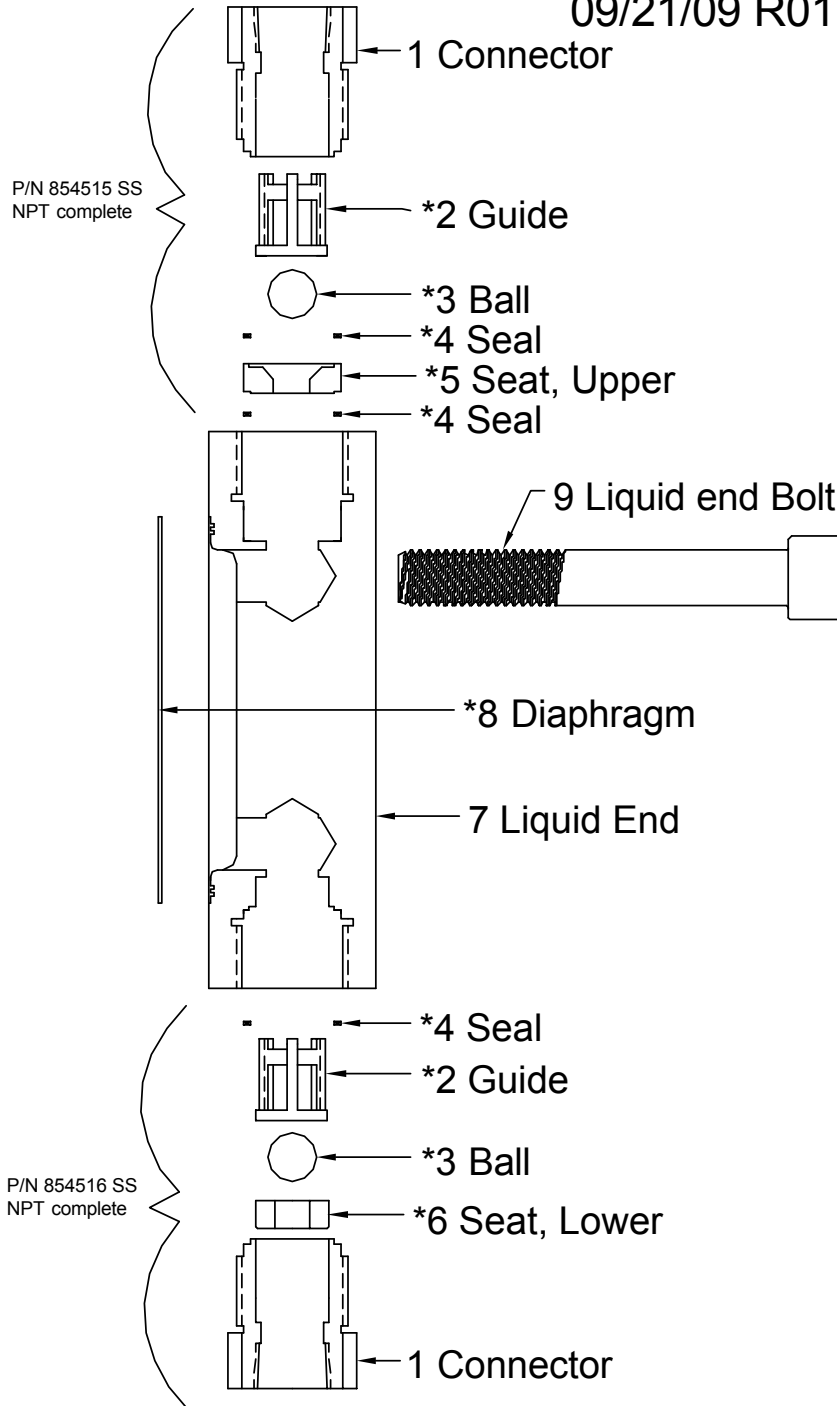 09/21/09 R01
1 Connector
P/N 854515 SS
NPT complete
*2 Guide
*3 Ball
*4 Seal
*5 Seat, Upper
*4 Seal
9 Liquid end Bolt
*8 Diaphragm
7 Liquid End
*4 Seal
*2 Guide
*3 Ball
P/N 854516 SS
NPT complete
*6 Seat, Lower
1 Connector